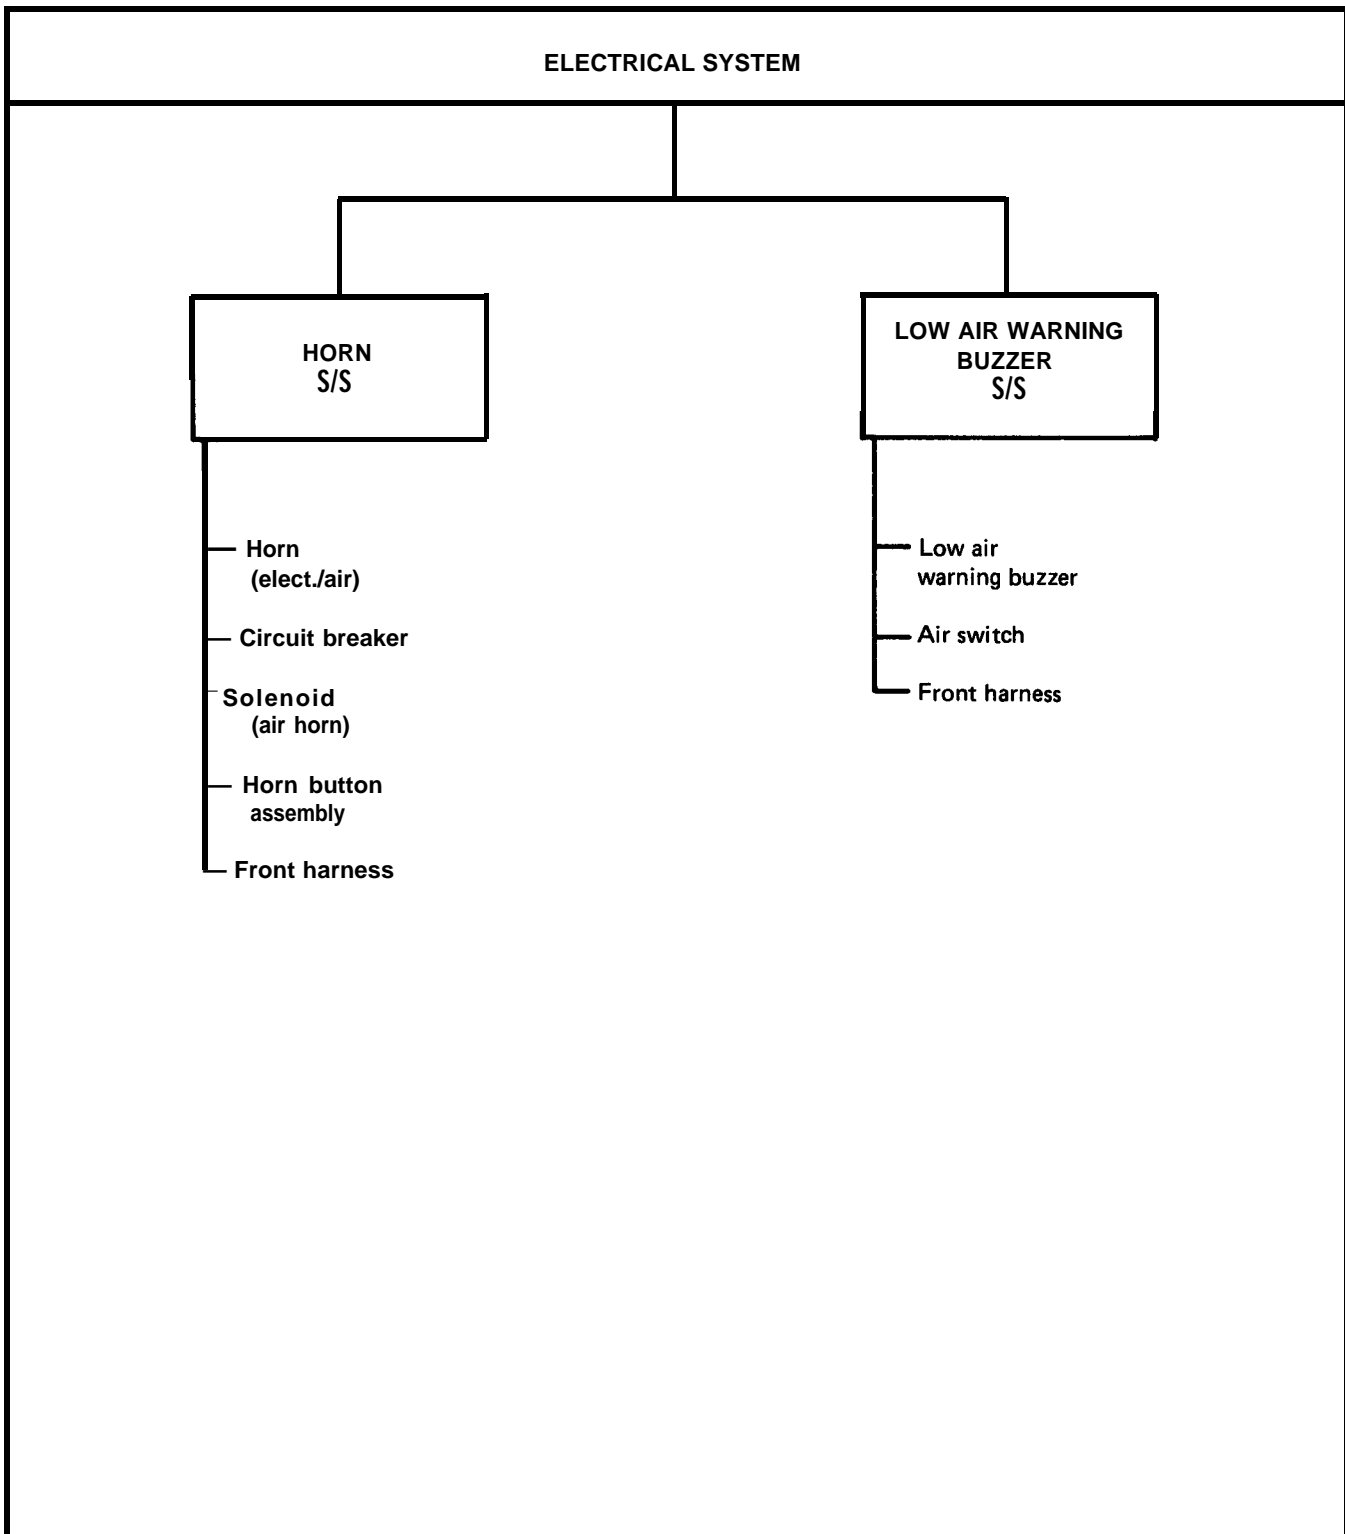 ELECTRICAL SYSTEM
HORN
S/S
Horn
(elect./air)
Circuit breaker
Solenoid
(air horn)
Horn button
assembly
Front harness
LOW AIR WARNING
BUZZER
S/S
Low air
warning buzzer
Air switch
Front harness